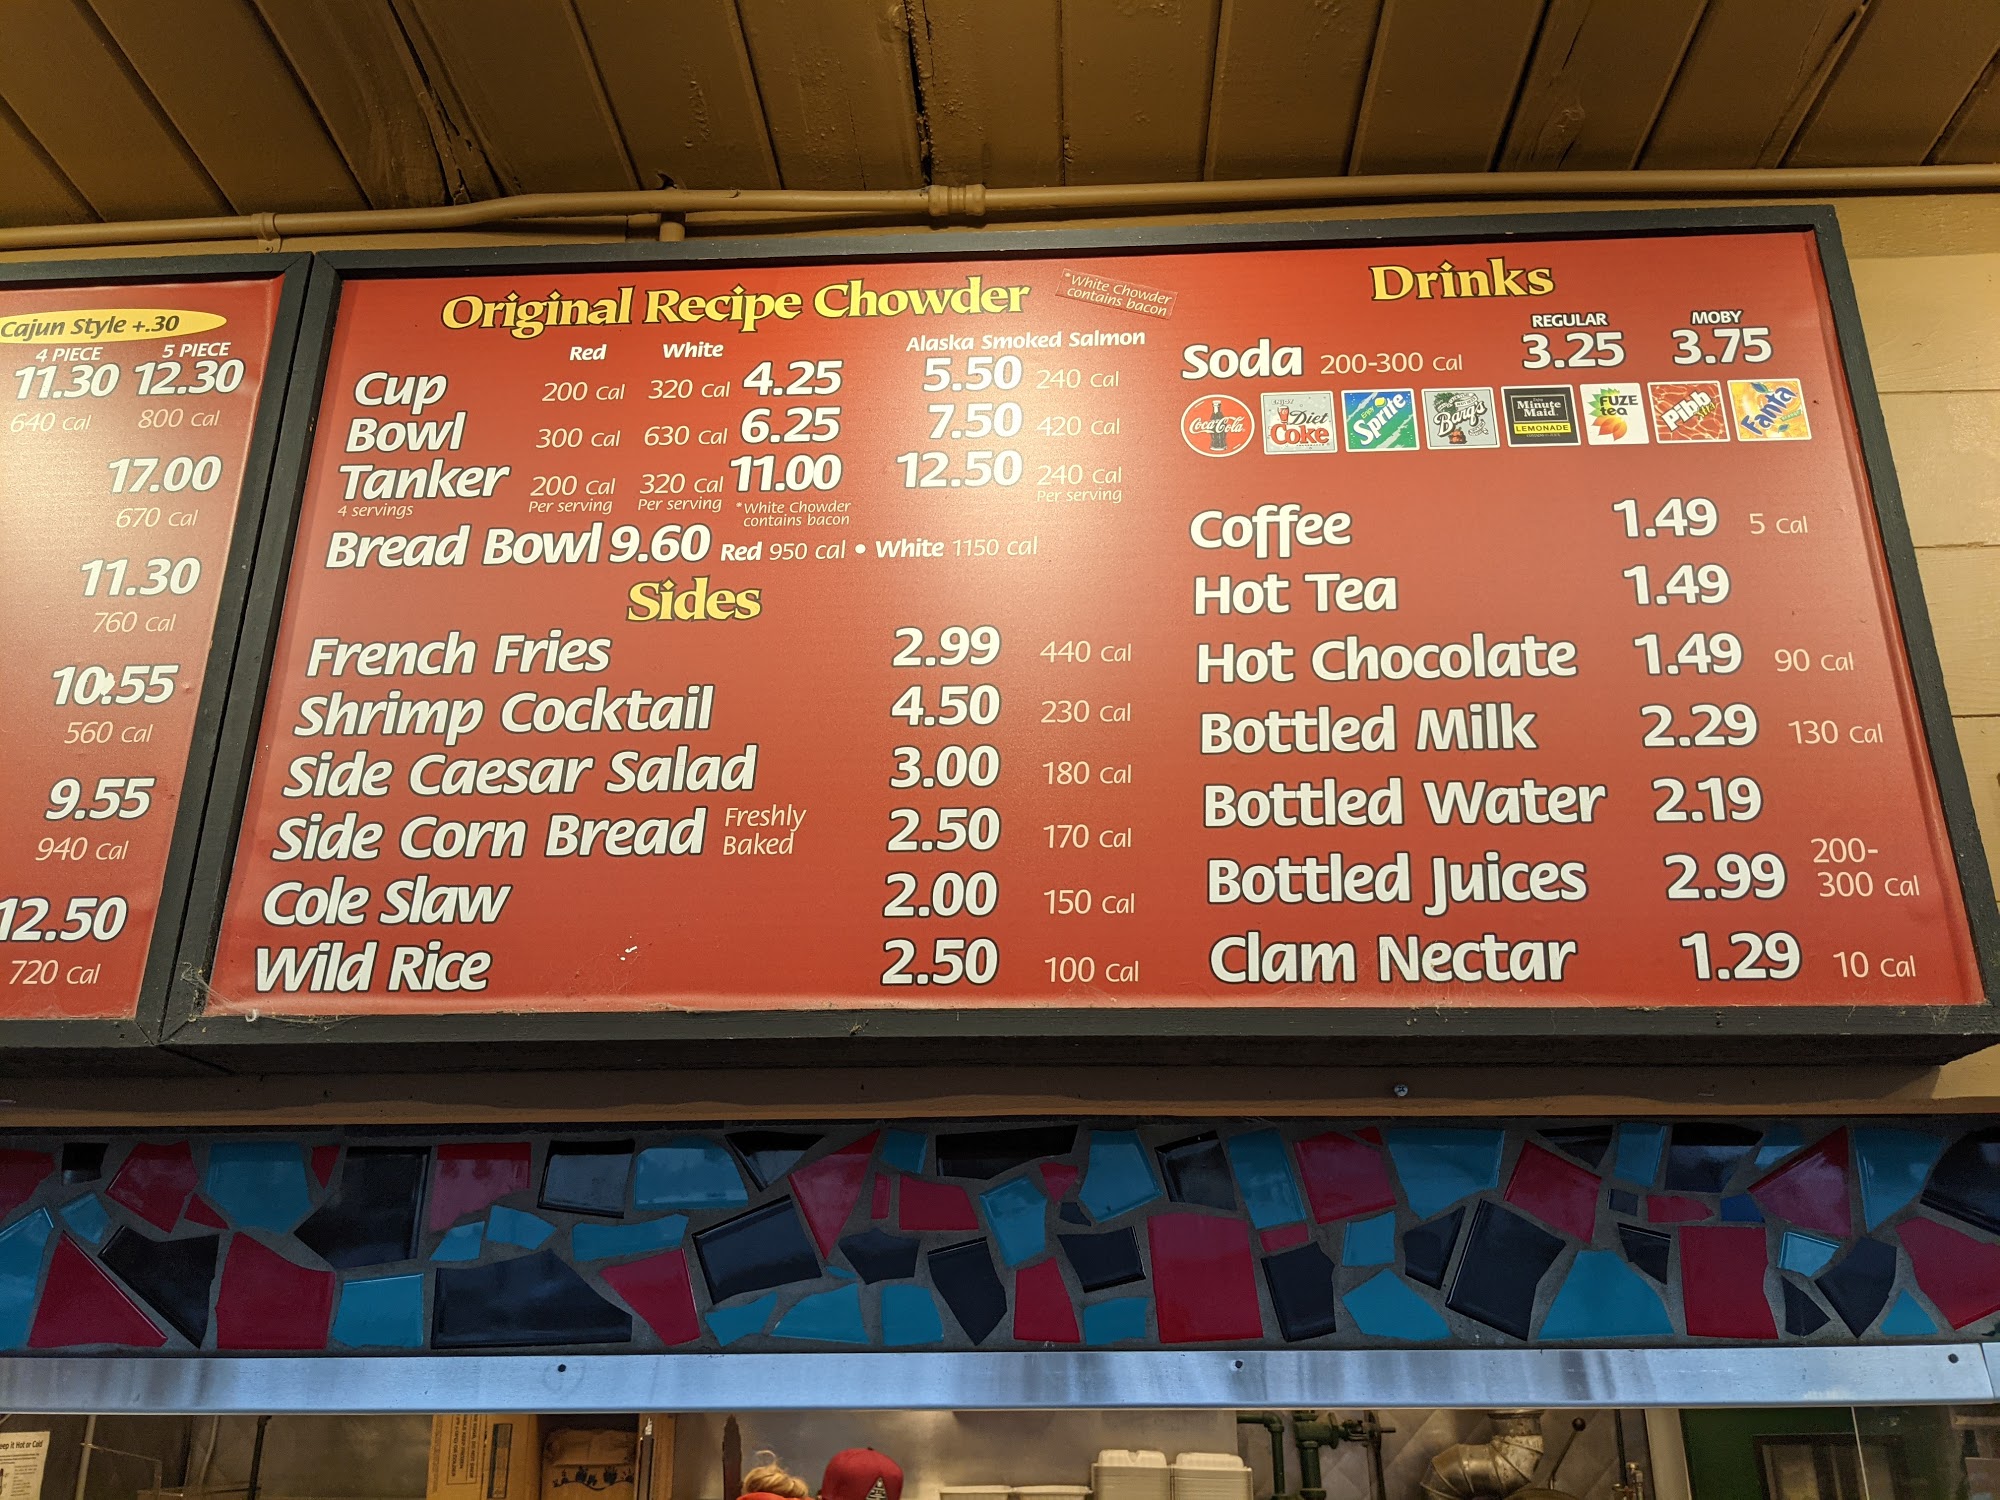 Cajun Style +.30
4 PIECE 5 PIECE
11.30 12.30
640 Cal 800 Cal
17.00
670 Cal
11.30
760 Cal
10.55
560 Cal
9.55
940 Cal
12.50
720 Cal
Original Recipe Chowder
*White Chowder
contains bacon
Red White Alaska Smoked Salmon
Cup 200 Cal 320 Cal 4.25 5.50 240 Cal
Bowl 300 Cal 630 Cal 6.25 7.50 420 Cal
Tanker 200 Cal 320 Cal 11.00 12.50 240 Cal
4 servings Per serving Per serving *White Chowder Per serving
contains bacon
Bread Bowl 9.60 Red 950 cal • White 1150 cal
Sides
French Fries 2.99 440 Cal
Shrimp Cocktail 4.50 230 Cal
Side Caesar Salad 3.00 180 Cal
Side Corn Bread Freshly Baked 2.50 170 Cal
Cole Slaw 2.00 150 Cal
Wild Rice 2.50 100 Cal
Drinks
REGULAR MOBY
Soda 200-300 Cal 3.25 3.75
Coca-Cola Diet Coke Enjoy Sprite Barq's Minute Maid LEMONADE FUZE tea Pibb Xtra Fanta
Coffee 1.49 5 Cal
Hot Tea 1.49
Hot Chocolate 1.49 90 Cal
Bottled Milk 2.29 130 Cal
Bottled Water 2.19
Bottled Juices 2.99 200-300 Cal
Clam Nectar 1.29 10 Cal